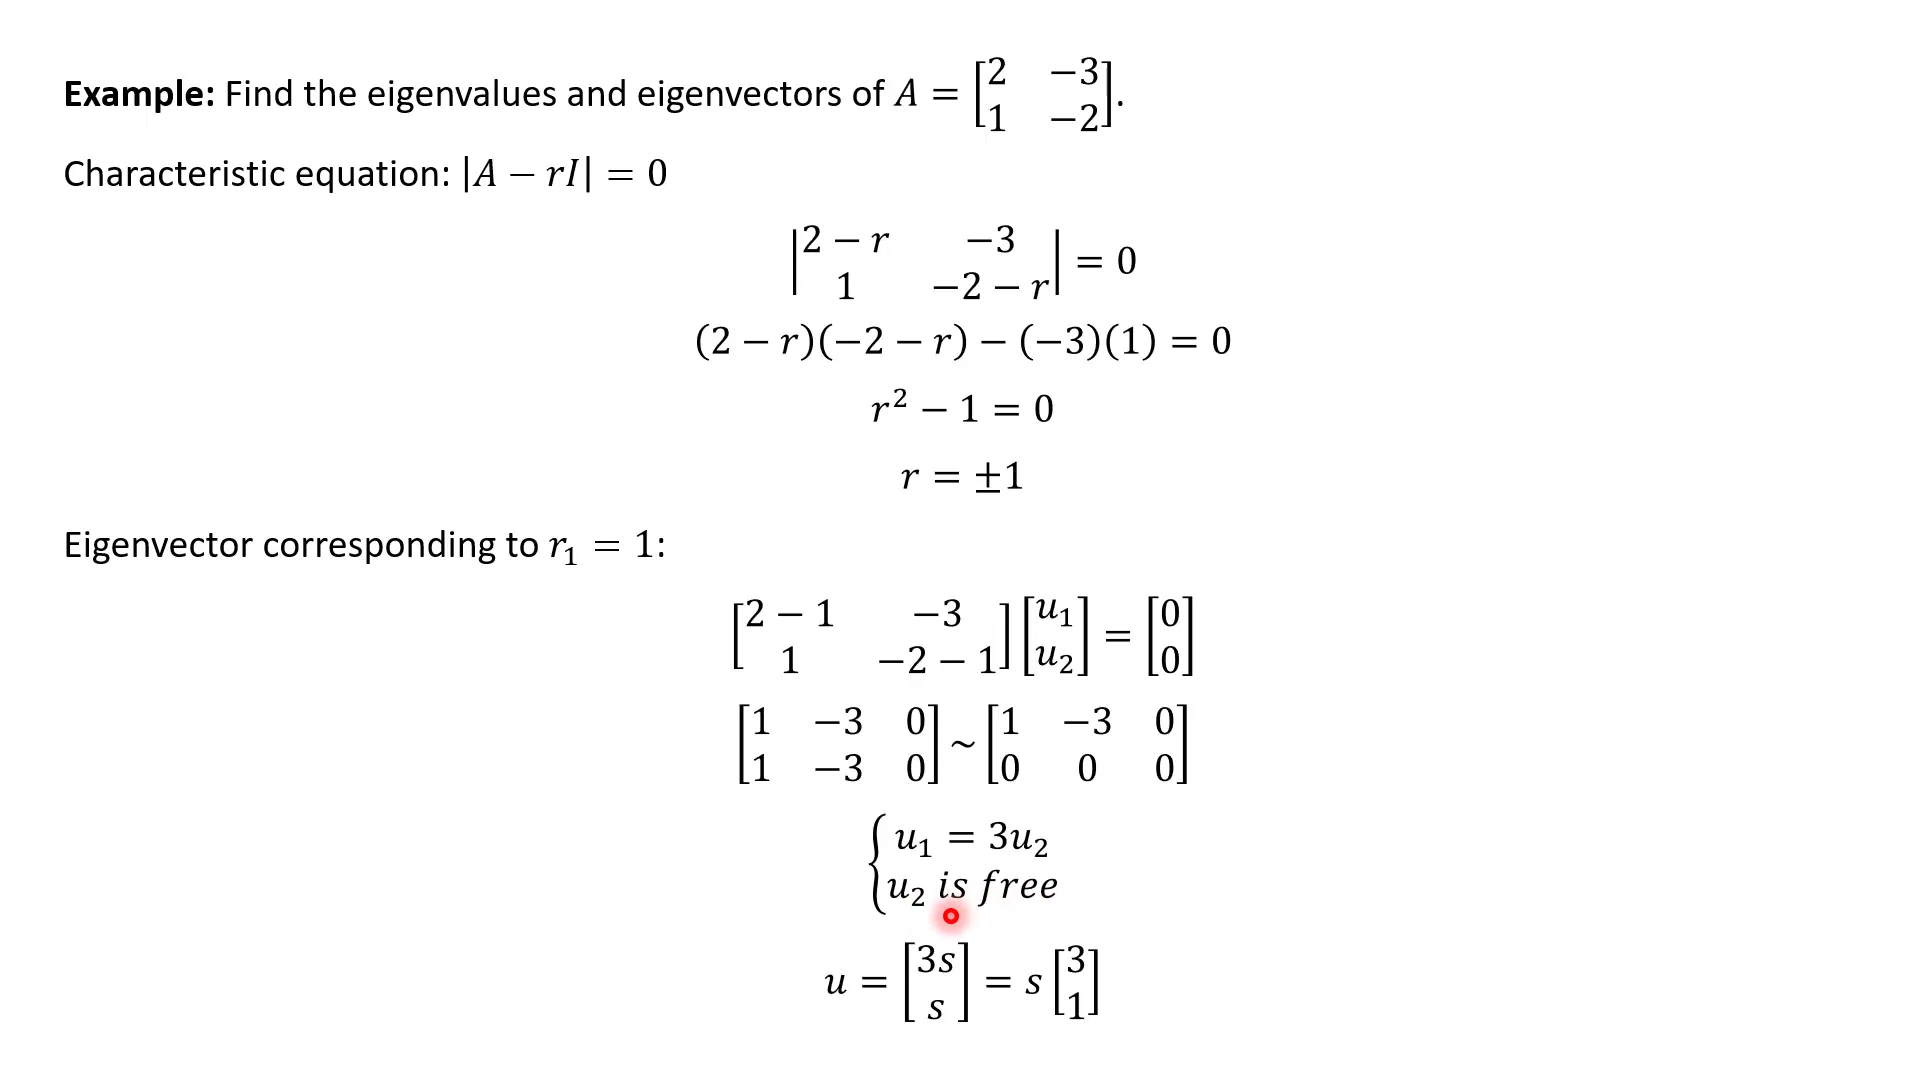 Example: Find the eigenvalues and eigenvectors of A = [2 −3; 1 −2].
Characteristic equation: |A − rI| = 0
|2 − r −3; 1 −2 − r| = 0
(2 − r)(−2 − r) − (−3)(1) = 0
r² − 1 = 0
r = ±1
Eigenvector corresponding to r₁ = 1:
[2 − 1 −3; 1 −2 − 1] [u₁; u₂] = [0; 0]
[1 −3 0; 1 −3 0] ~ [1 −3 0; 0 0 0]
{u₁ = 3u₂
u₂ is free
u = [3s; s] = s [3; 1]